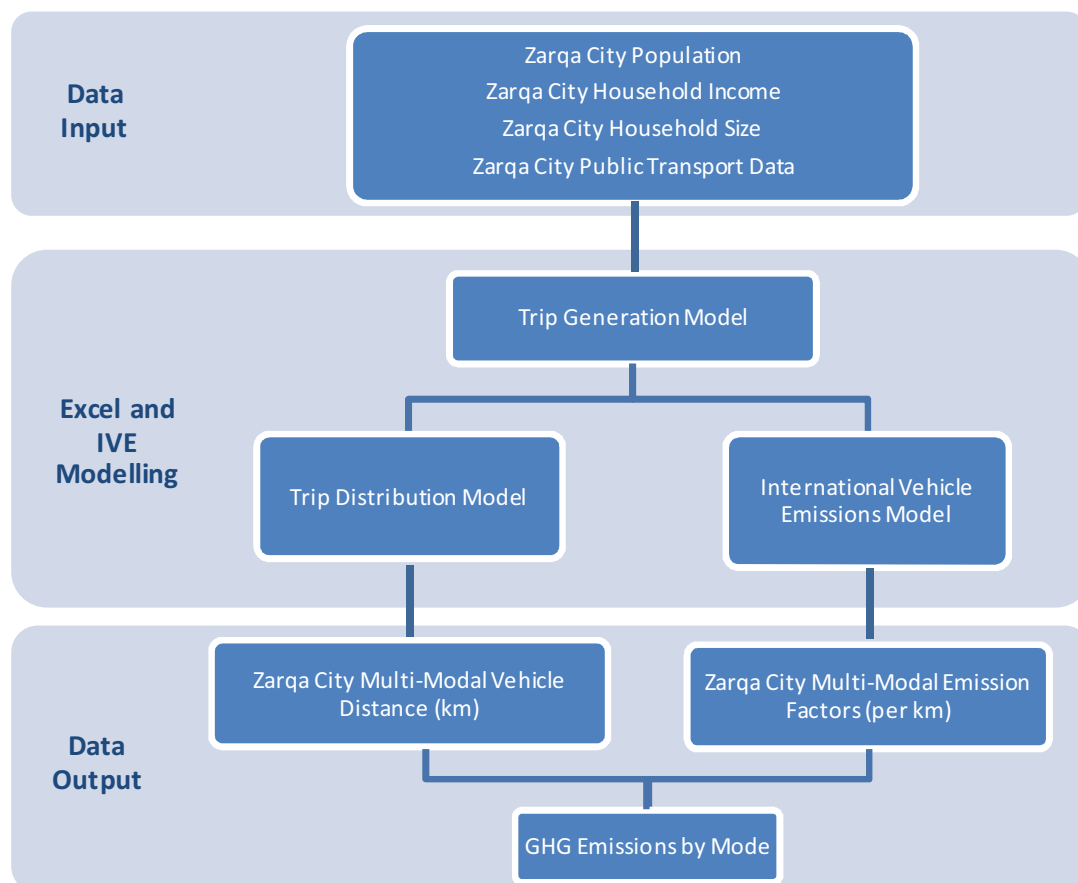 Data
Input
Zarqa City Population
Zarqa City Household Income
Zarqa City Household Size
Zarqa City Public Transport Data
Excel and
IVE
Modelling
Trip Generation Model
Trip Distribution Model
International Vehicle
Emissions Model
Data
Output
Zarqa City Multi-Modal Vehicle
Distance (km)
Zarqa City Multi-Modal Emission
Factors (per km)
GHG Emissions by Mode